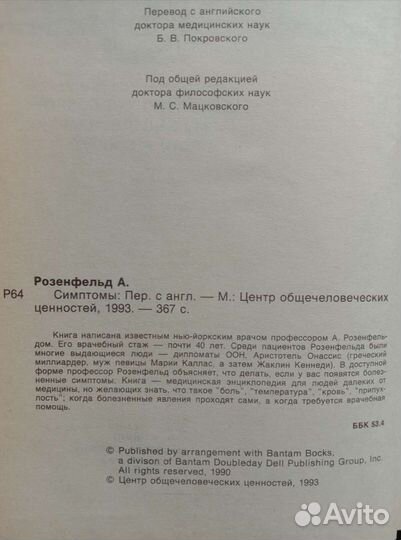 Перевод с английского
доктора медицинских наук
Б. В. Покровского
Под общей редакцией
доктора философских наук
М. С. Мацковского
Розенфельд А.
Р64
Симптомы: Пер. с англ. — М.: Центр общечеловеческих
ценностей, 1993. — 367 с.
Книга написана известным нью-йоркским врачом профессором А. Розенфель-
дом. Его врачебный стаж — почти 40 лет. Среди пациентов Розенфельда были
многие выдающиеся люди — дипломаты ООН, Аристотель Онассис (греческий
миллиардер, муж певицы Марии Каллас, а затем Жаклин Кеннеди). В доступной
форме профессор Розенфельд объясняет, что делать, если у вас появятся болез-
ненные симптомы. Книга — медицинская энциклопедия для людей далеких от
медицины, но желающих знать, что такое "боль", "температура", "кровь", "припух-
лость"; когда болезненные явления проходят сами, а когда требуется врачебная
помощь.
ББК 53.4
© Published by arrangement with Bantam Bocks,
a divison of Bantam Doubleday Dell Publishing Group, Inc.
All rights reserved, 1990
© Центр общечеловеческих ценностей, 1993
Avito